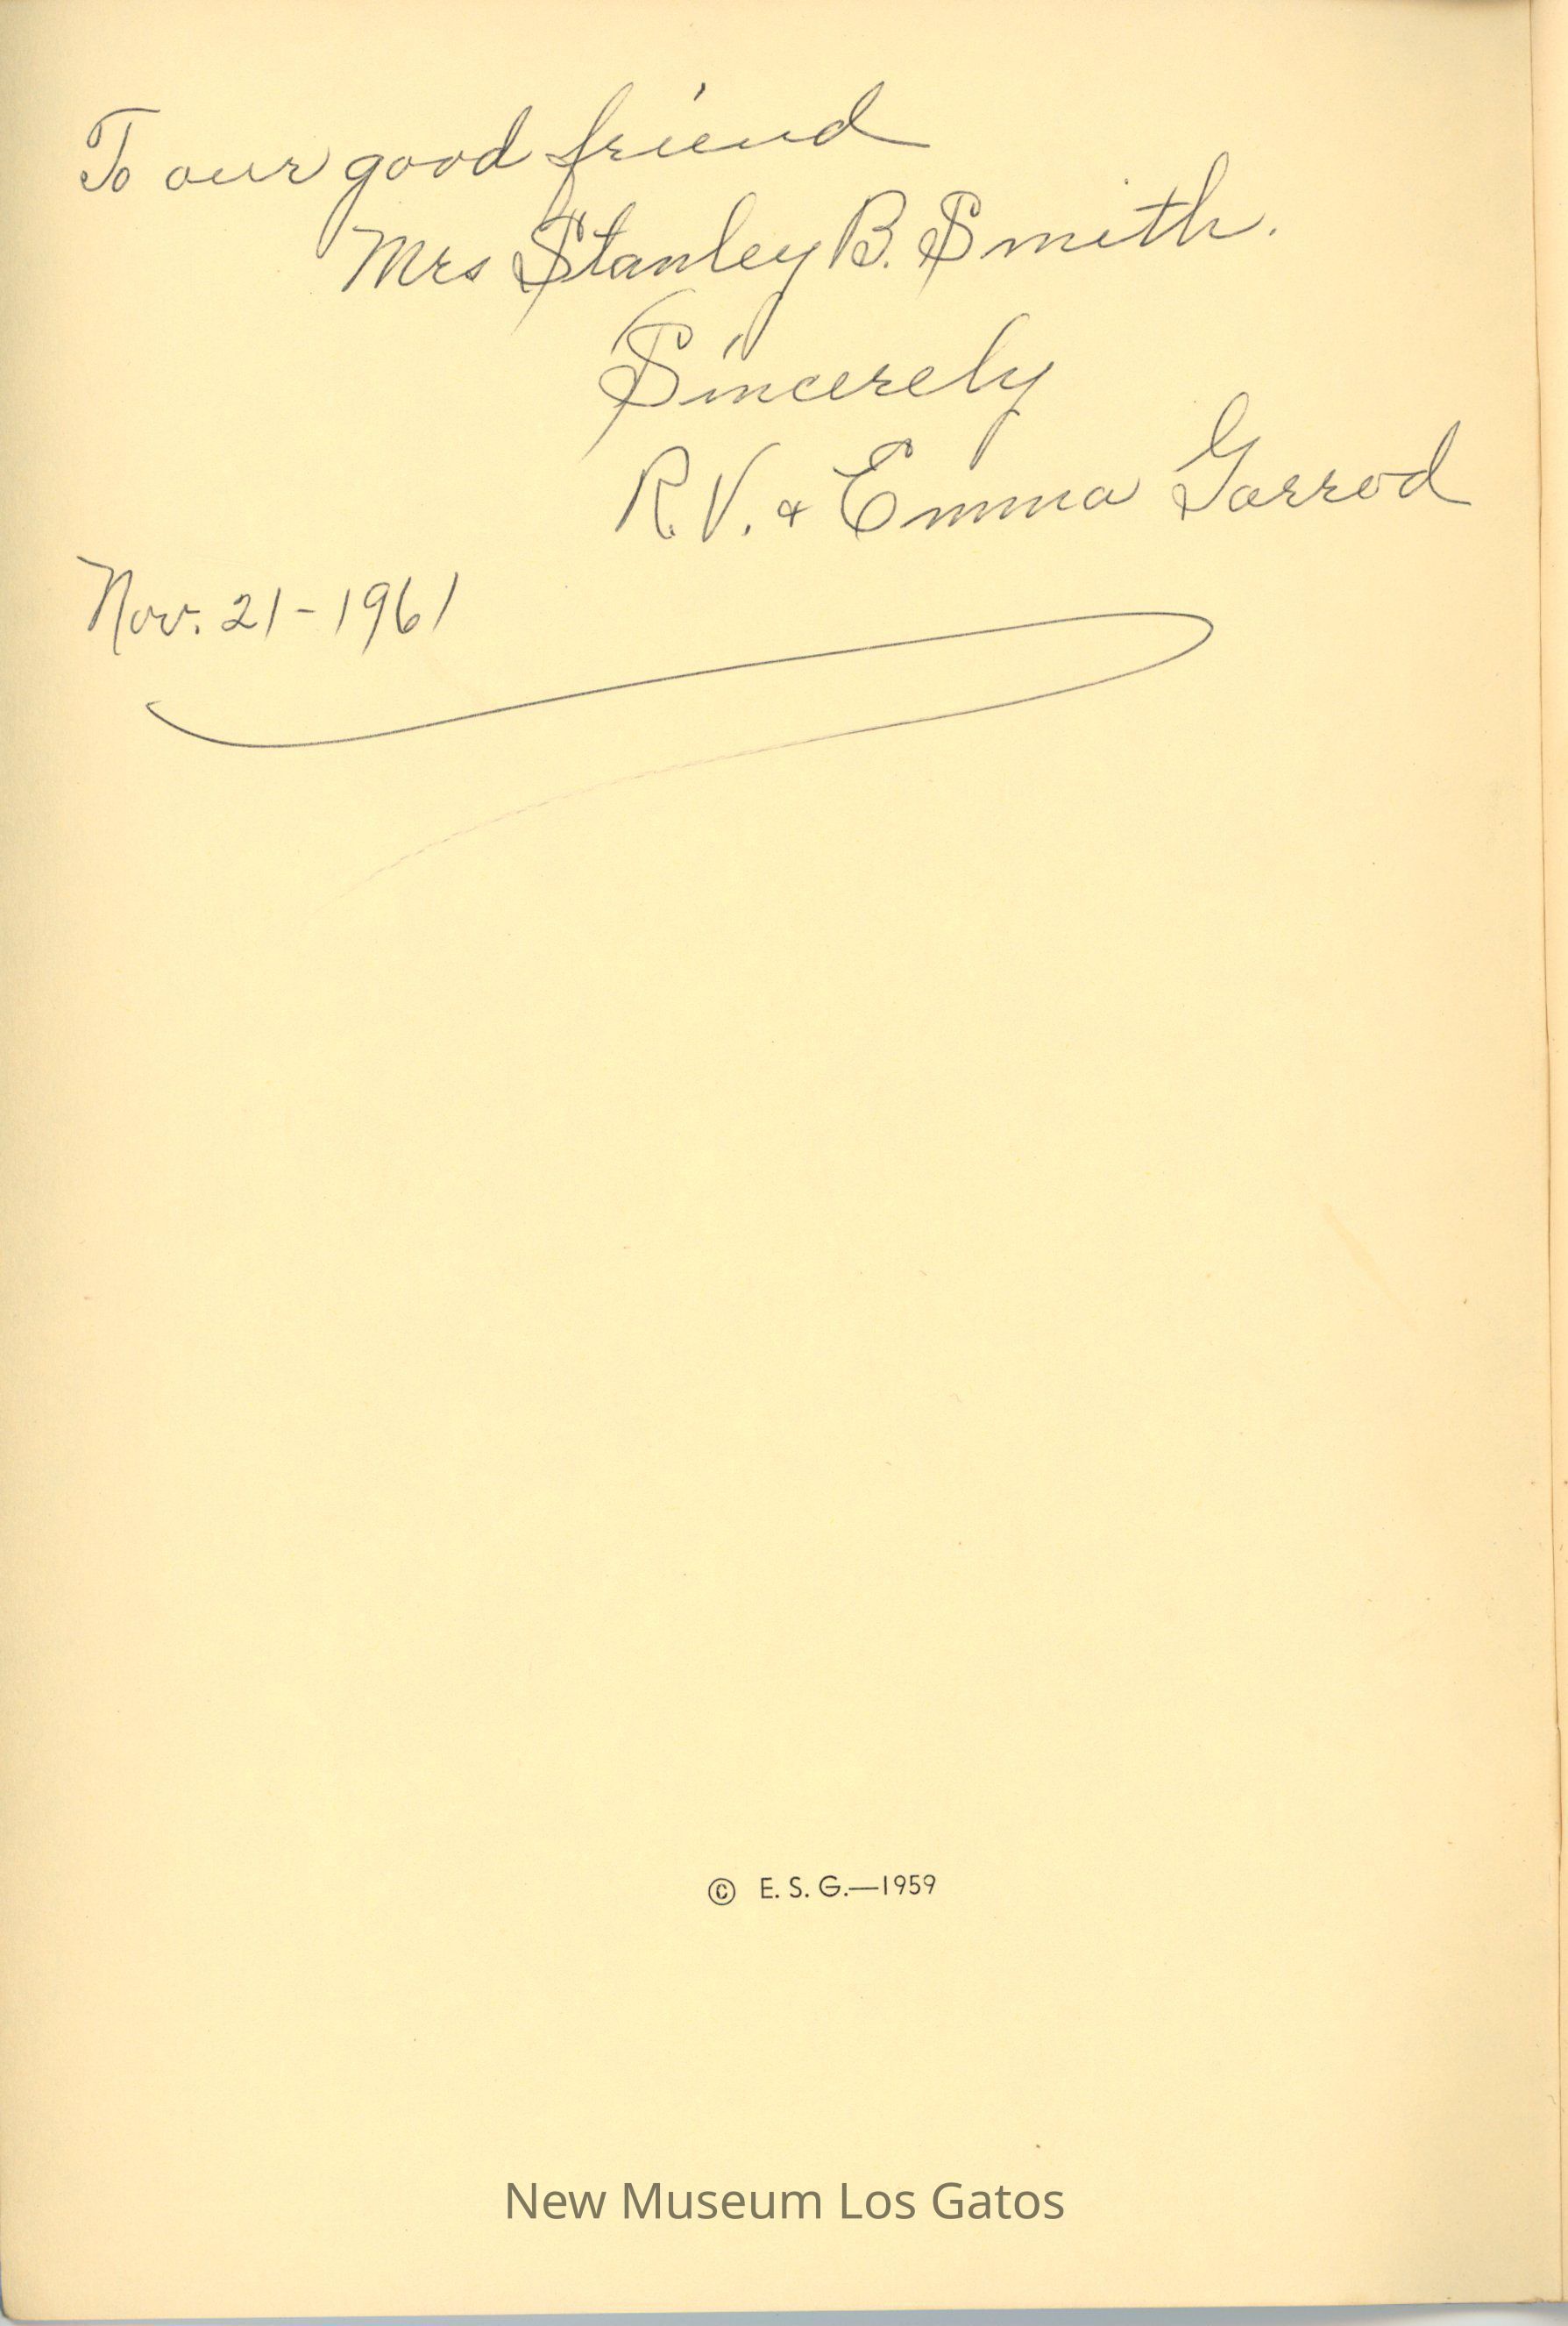 To our good friend
Mrs Stanley B. Smith.
Sincerely
R.V. & Emma Garrod
Nov. 21-1961
© E. S. G.—1959
New Museum Los Gatos